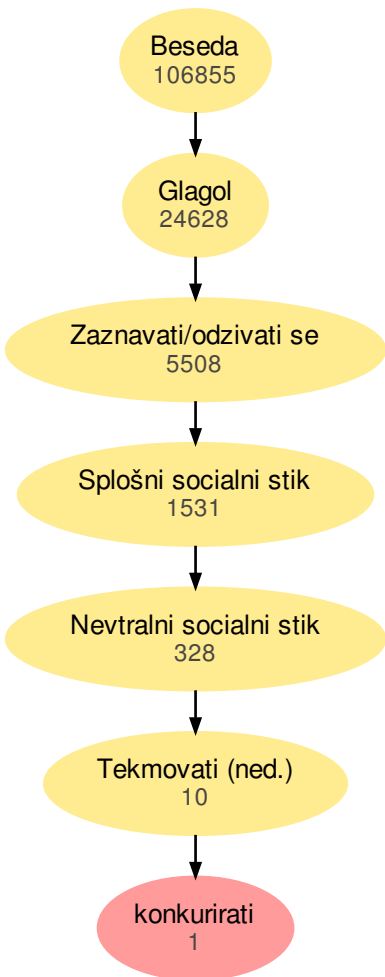 Beseda
106855
Glagol
24628
Zaznavati/odzivati se
5508
Splošni socialni stik
1531
Nevtralni socialni stik
328
Tekmovati (ned.)
10
konkurirati
1